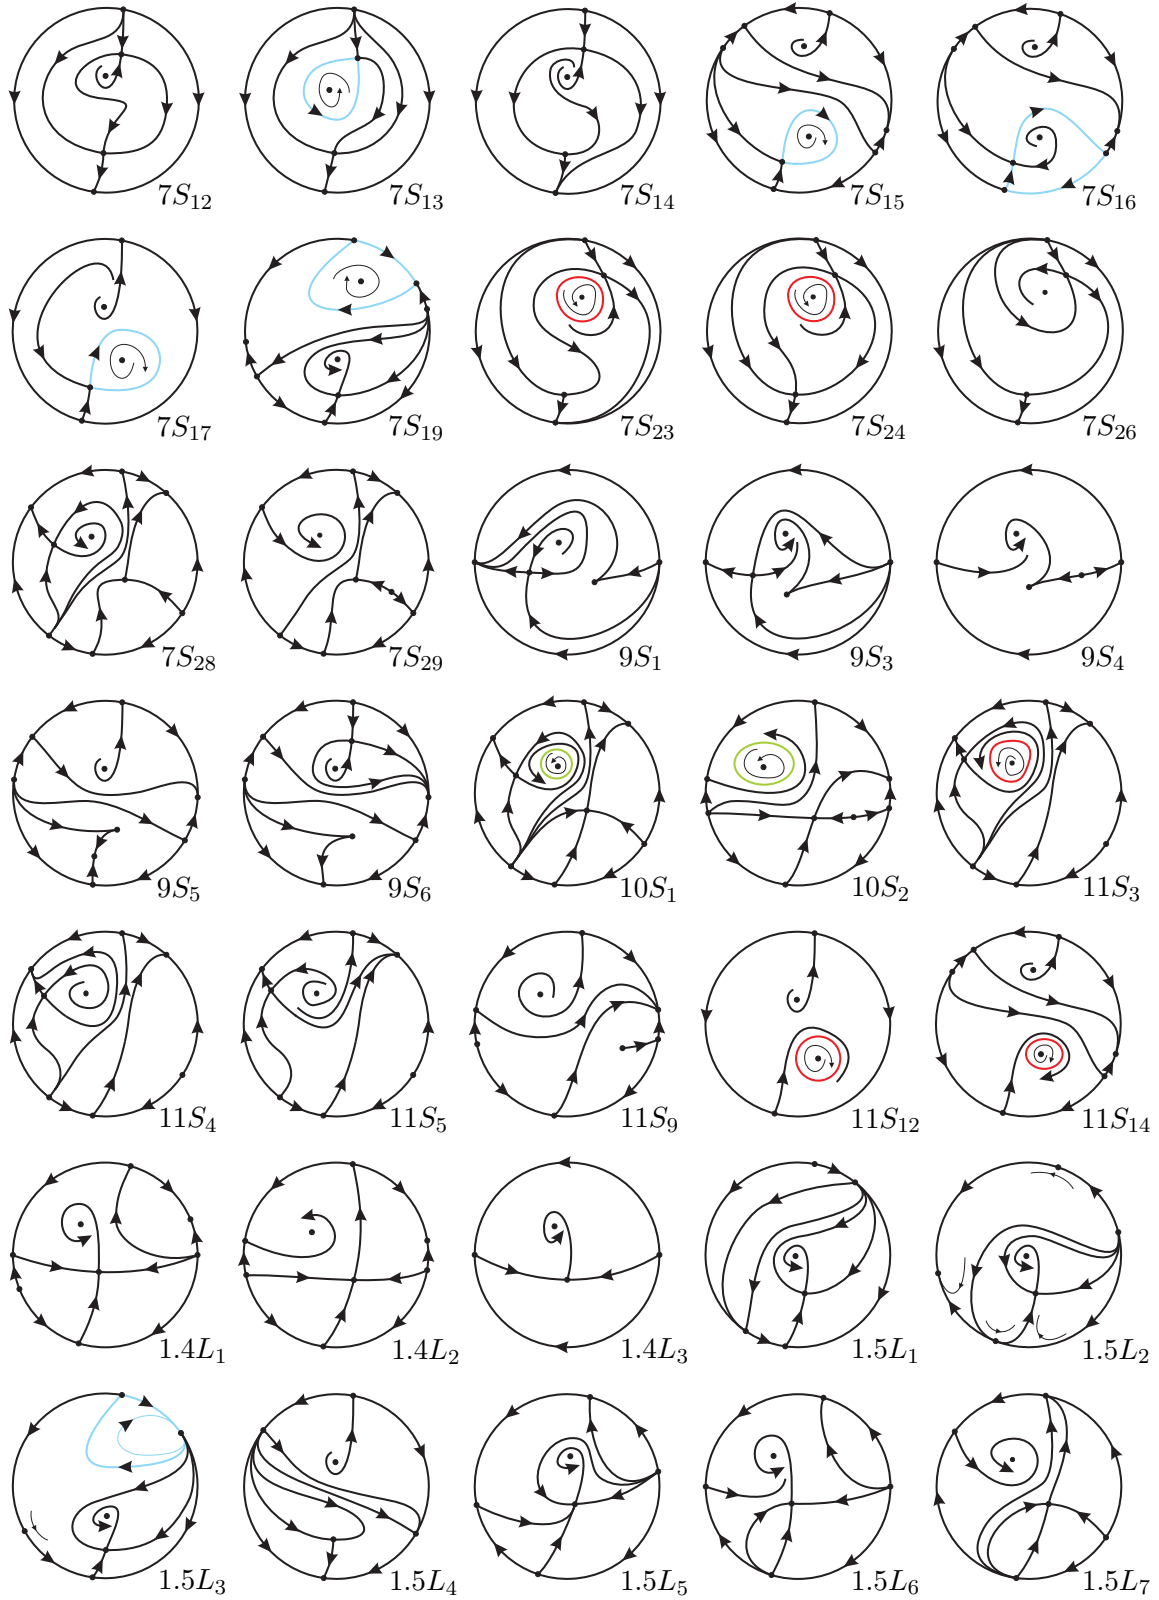 7S₁₂ 7S₁₃ 7S₁₄ 7S₁₅ 7S₁₆
7S₁₇ 7S₁₉ 7S₂₃ 7S₂₄ 7S₂₆
7S₂₈ 7S₂₉ 9S₁ 9S₃ 9S₄
9S₅ 9S₆ 10S₁ 10S₂ 11S₃
11S₄ 11S₅ 11S₉ 11S₁₂ 11S₁₄
1.4L₁ 1.4L₂ 1.4L₃ 1.5L₁ 1.5L₂
1.5L₃ 1.5L₄ 1.5L₅ 1.5L₆ 1.5L₇